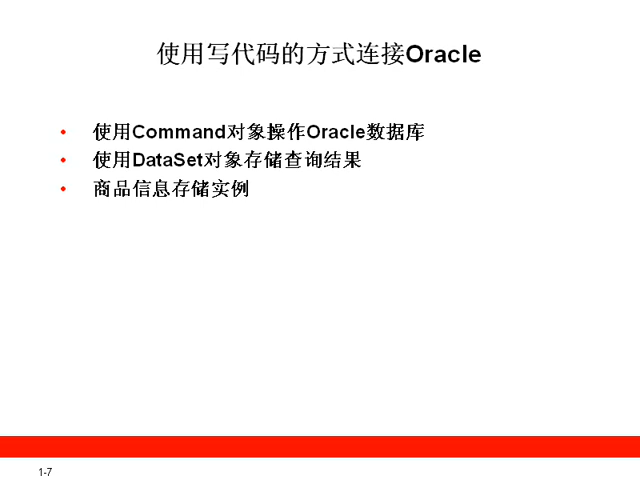 使用写代码的方式连接Oracle
• 使用Command对象操作Oracle数据库
• 使用DataSet对象存储查询结果
• 商品信息存储实例
1-7